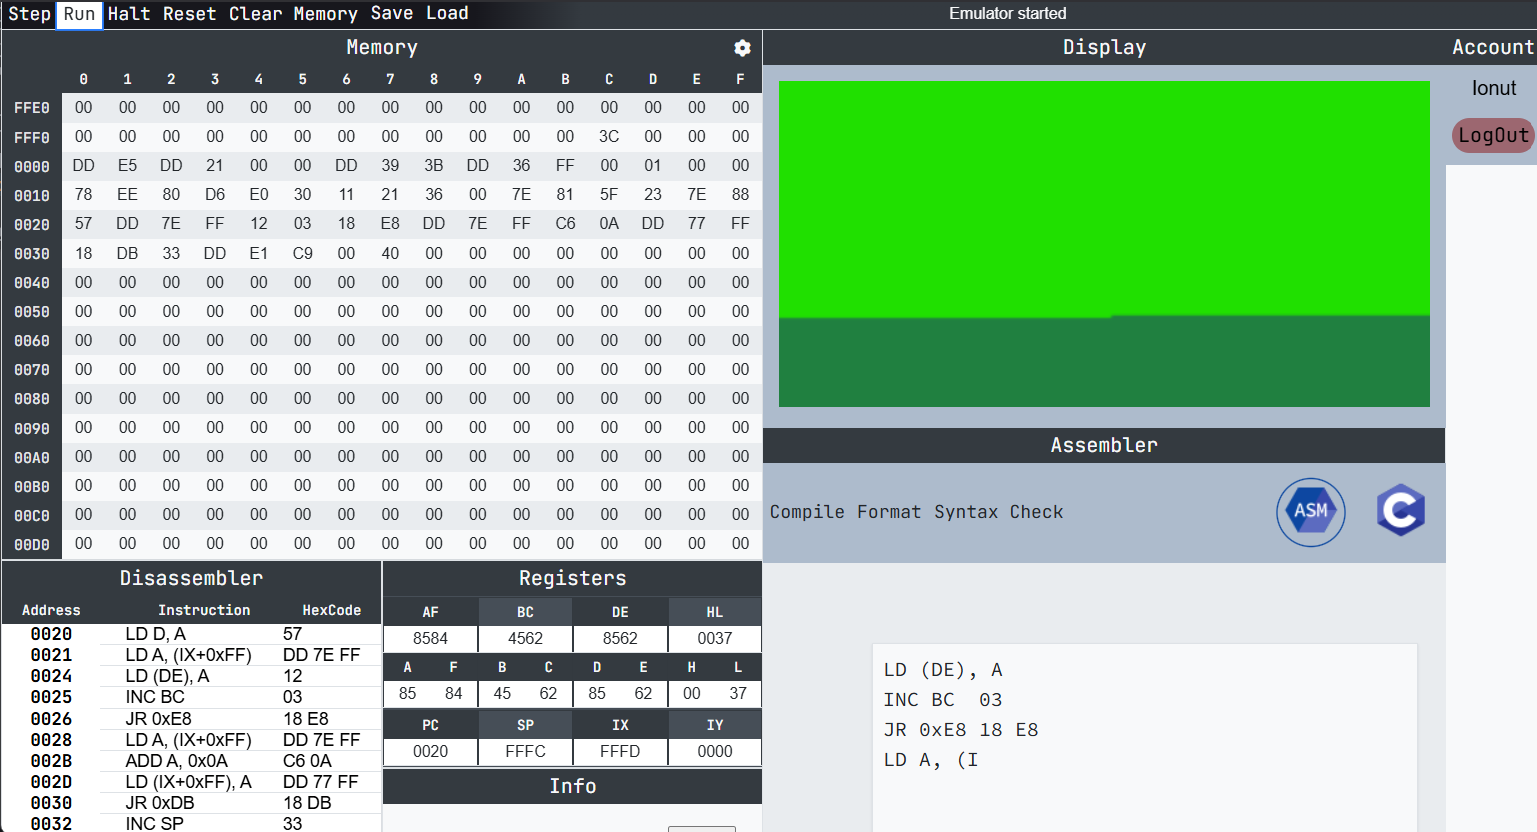 Step Run Halt Reset Clear Memory Save Load Emulator started
Memory
0 1 2 3 4 5 6 7 8 9 A B C D E F
FFE0 00 00 00 00 00 00 00 00 00 00 00 00 00 00 00 00
FFF0 00 00 00 00 00 00 00 00 00 00 00 00 3C 00 00 00
0000 DD E5 DD 21 00 00 DD 39 3B DD 36 FF 00 01 00 00
0010 78 EE 80 D6 E0 30 11 21 36 00 7E 81 5F 23 7E 88
0020 57 DD 7E FF 12 03 18 E8 DD 7E FF C6 0A DD 77 FF
0030 18 DB 33 DD E1 C9 00 40 00 00 00 00 00 00 00 00
0040 00 00 00 00 00 00 00 00 00 00 00 00 00 00 00 00
0050 00 00 00 00 00 00 00 00 00 00 00 00 00 00 00 00
0060 00 00 00 00 00 00 00 00 00 00 00 00 00 00 00 00
0070 00 00 00 00 00 00 00 00 00 00 00 00 00 00 00 00
0080 00 00 00 00 00 00 00 00 00 00 00 00 00 00 00 00
0090 00 00 00 00 00 00 00 00 00 00 00 00 00 00 00 00
00A0 00 00 00 00 00 00 00 00 00 00 00 00 00 00 00 00
00B0 00 00 00 00 00 00 00 00 00 00 00 00 00 00 00 00
00C0 00 00 00 00 00 00 00 00 00 00 00 00 00 00 00 00
00D0 00 00 00 00 00 00 00 00 00 00 00 00 00 00 00 00
Disassembler
Address Instruction HexCode
0020 LD D, A 57
0021 LD A, (IX+0xFF) DD 7E FF
0024 LD (DE), A 12
0025 INC BC 03
0026 JR 0xE8 18 E8
0028 LD A, (IX+0xFF) DD 7E FF
002B ADD A, 0x0A C6 0A
002D LD (IX+0xFF), A DD 77 FF
0030 JR 0xDB 18 DB
0032 INC SP 33
Registers
AF BC DE HL
8584 4562 8562 0037
A F B C D E H L
85 84 45 62 85 62 00 37
PC SP IX IY
0020 FFFC FFFD 0000
Info
Display
Account
Ionut
LogOut
Assembler
Compile Format Syntax Check
ASM
C
LD (DE), A
INC BC 03
JR 0xE8 18 E8
LD A, (I